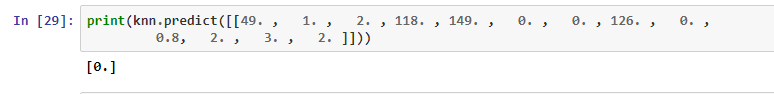 In [29]: print(knn.predict([[49. , 1. , 2. , 118. , 149. , 0. , 0. , 126. , 0. ,
0.8, 2. , 3. , 2. ]]))
[0.]